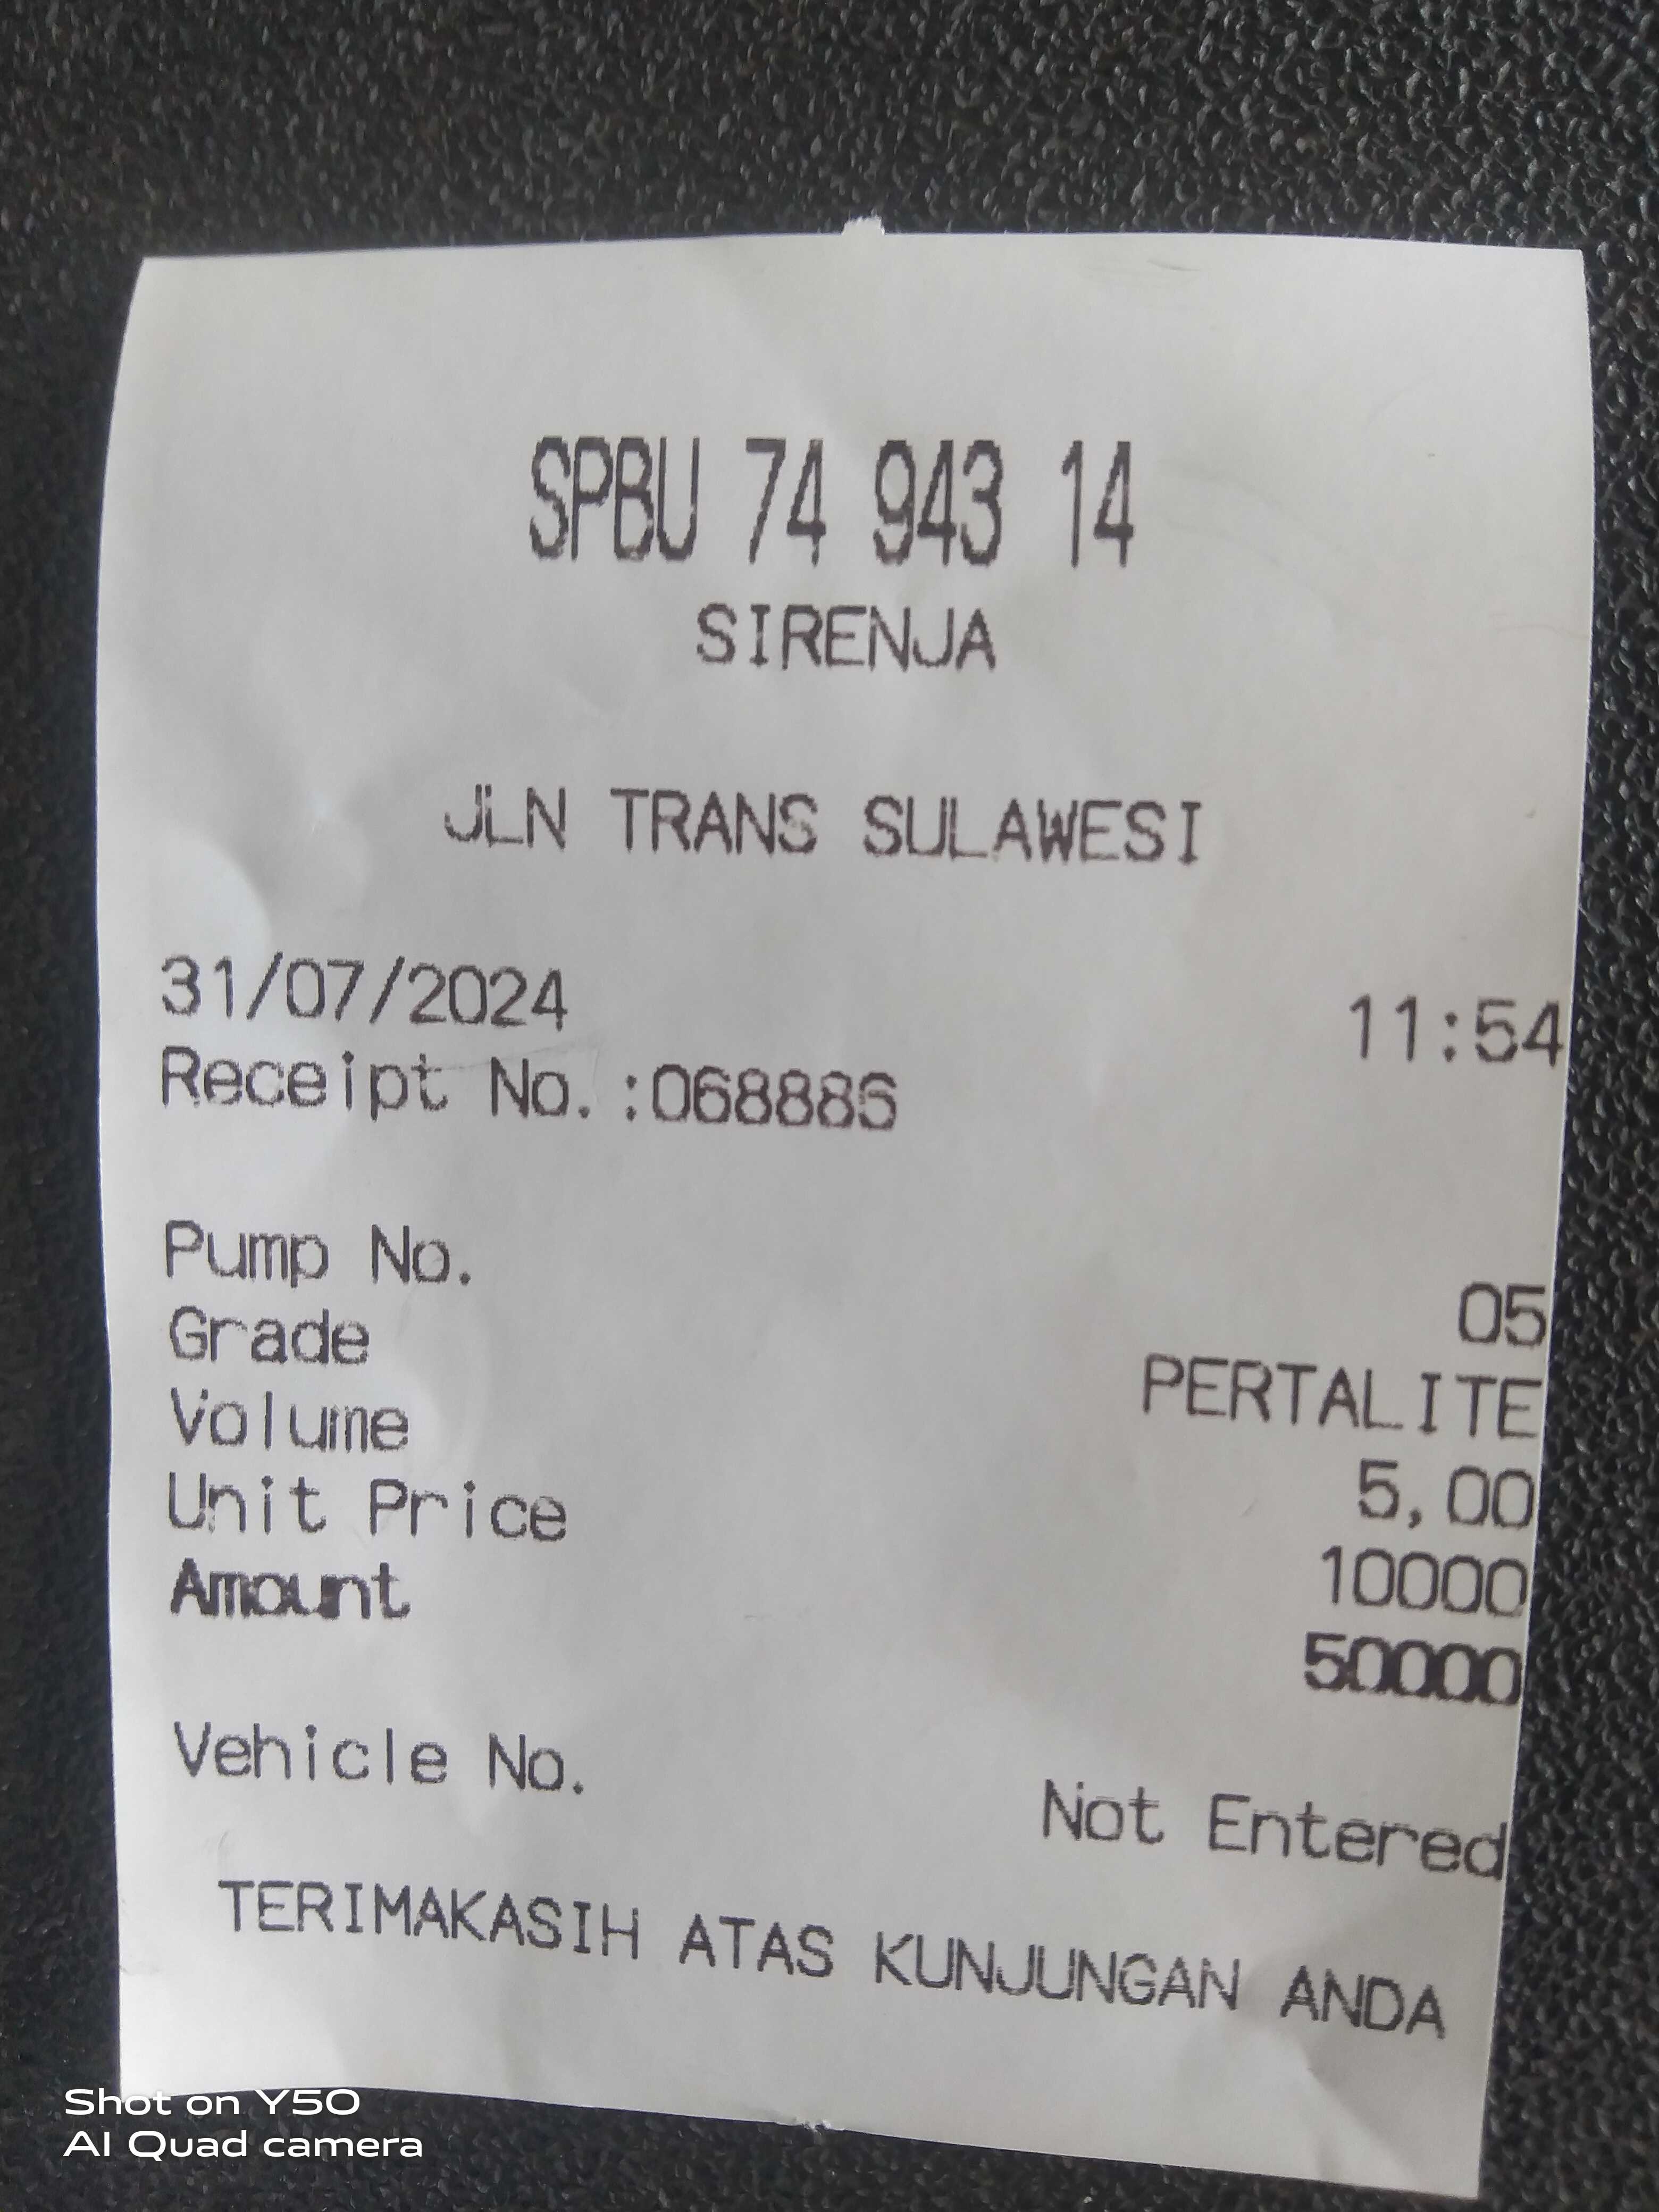 SPBU 74 943 14
SIRENJA
JLN TRANS SULAWESI
31/07/2024 11:54
Receipt No.:068886
Pump No. 05
Grade PERTALITE
Volume 5,00
Unit Price 10000
Amount 50000
Vehicle No. Not Entered
TERIMAKASIH ATAS KUNJUNGAN ANDA
Shot on Y50
AI Quad camera